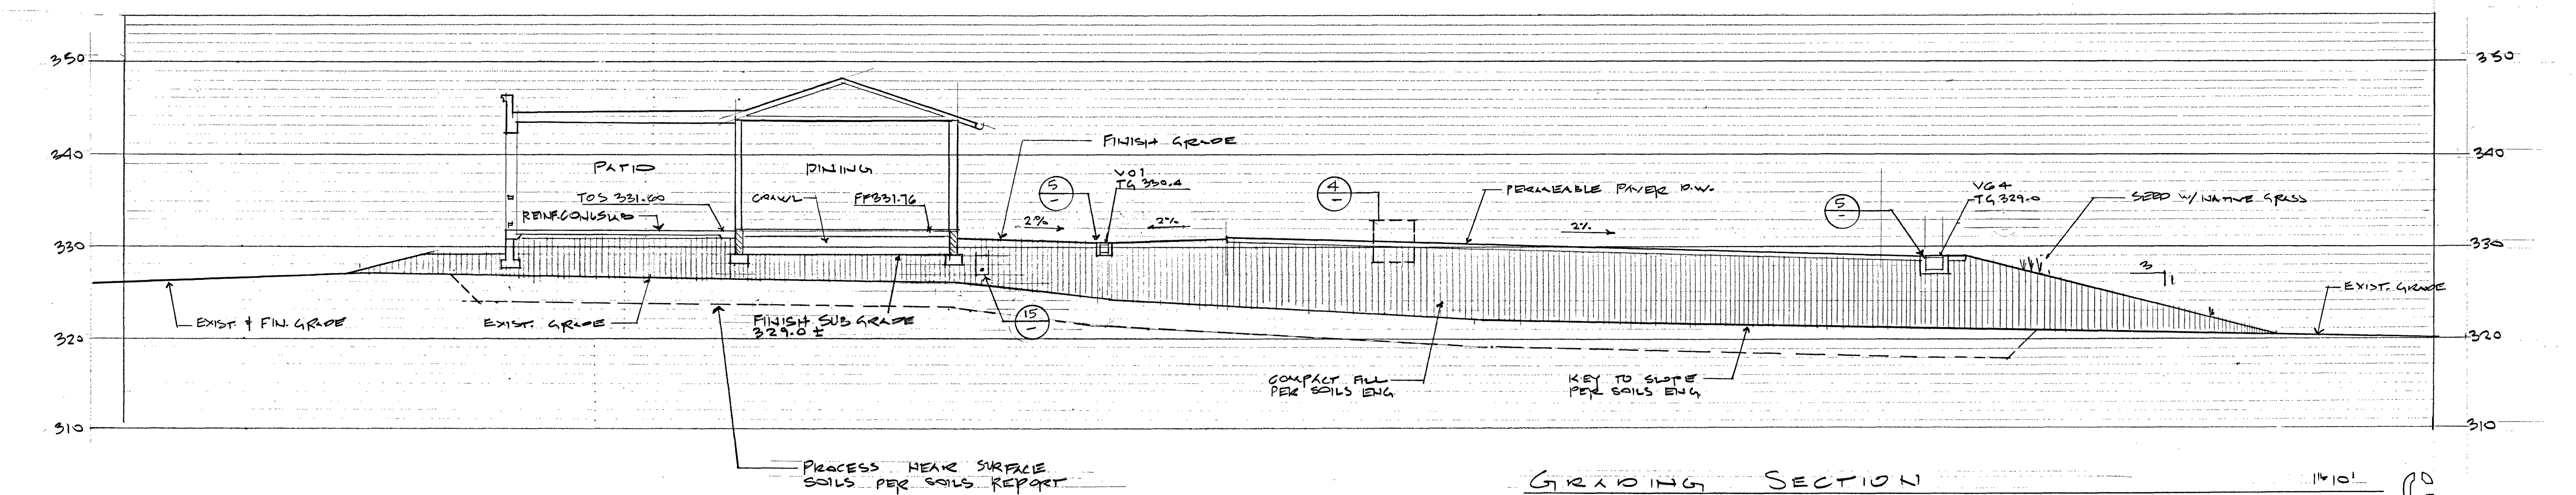 350
350
340
340
330
330
320
320
310
310
PATIO
DINING
TOS 331.60
REINF. CONC SLAB
CRAWL
FF 331.76
FINISH GRADE
5
-
VO1
TG 330.4
2%
2%
4
-
PERMEABLE PAVER D.W.
2%
5
-
VG4
TG 329.0
SEED W/ NATIVE GRASS
3
1
EXIST. GRADE
EXIST. & FIN. GRADE
EXIST. GRADE
FINISH SUB GRADE
329.0 ±
15
-
COMPACT FILL
PER SOILS ENG.
KEY TO SLOPE
PER SOILS ENG
PROCESS NEAR SURFACE
SOILS PER SOILS REPORT
GRADING SECTION